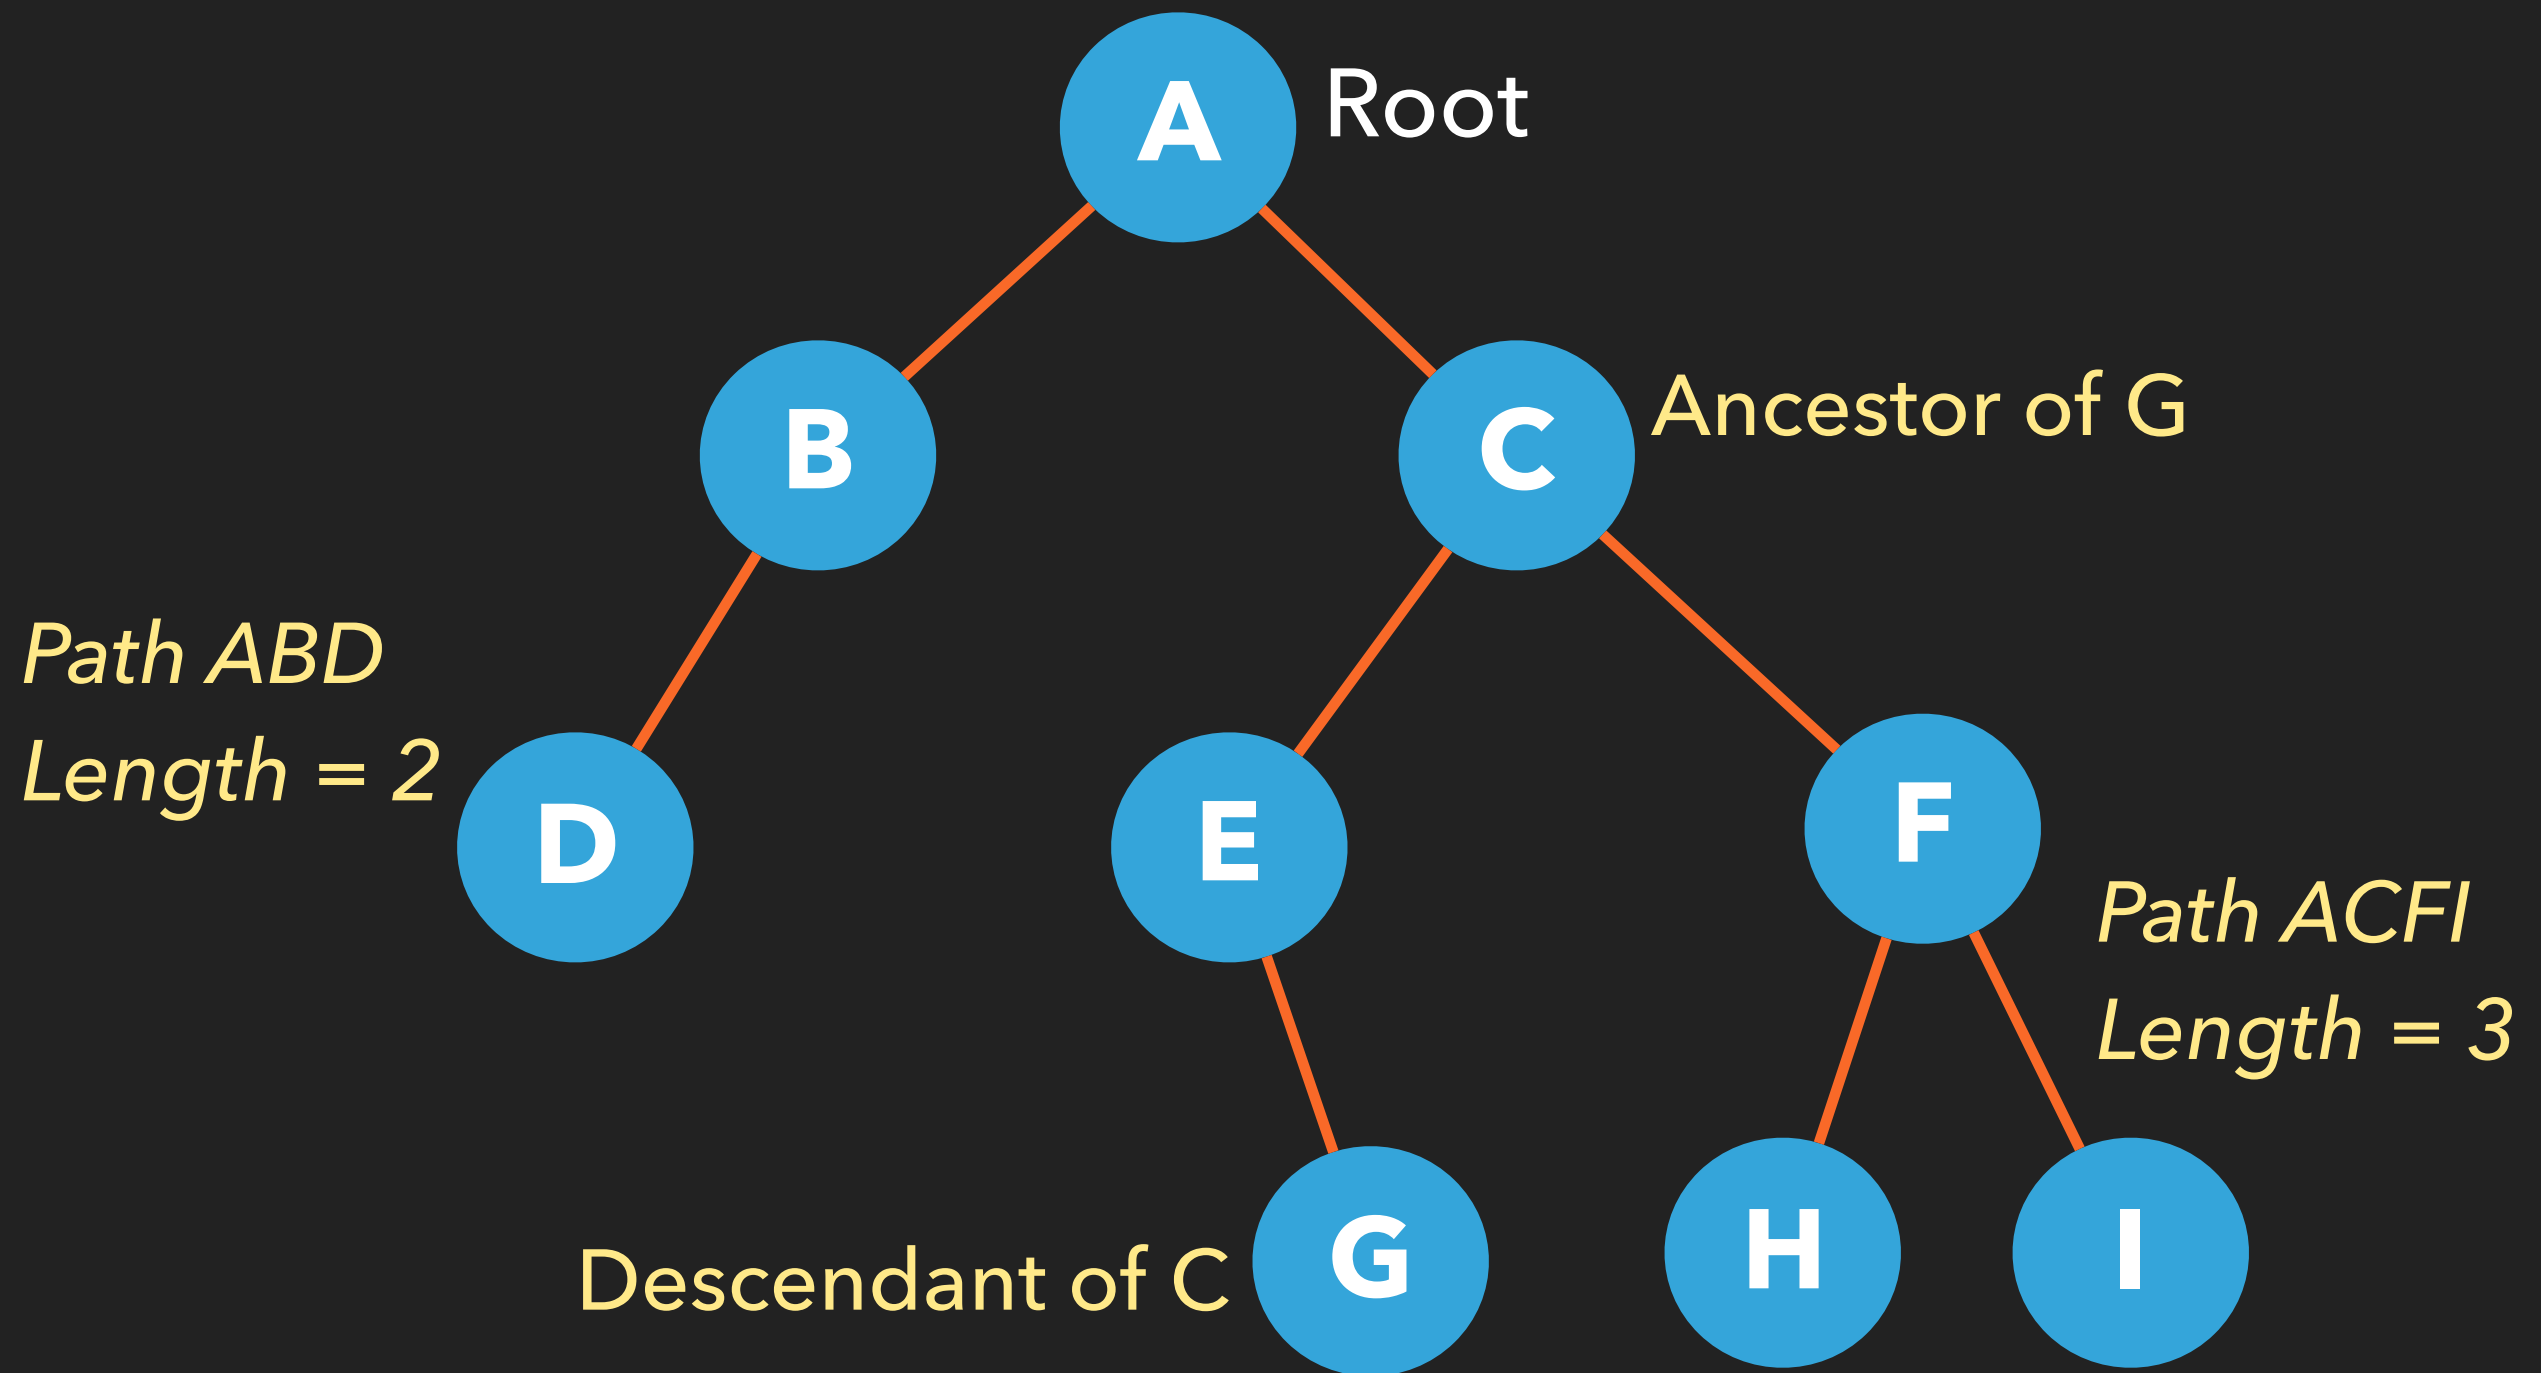 A
Root
B
C
Ancestor of G
Path ABD
Length = 2
D
E
F
Path ACFI
Length = 3
Descendant of C
G
H
I